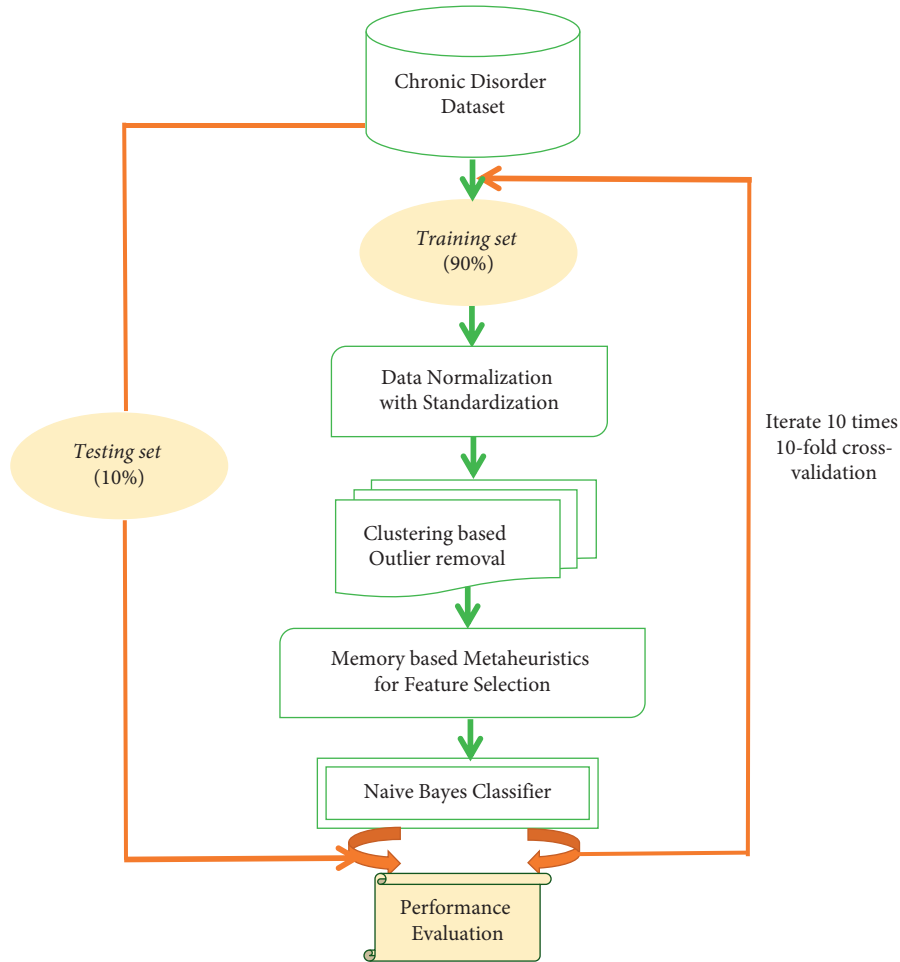 Chronic Disorder
Dataset
Training set
(90%)
Data Normalization
with Standardization
Iterate 10 times
10-fold cross-
validation
Testing set
(10%)
Clustering based
Outlier removal
Memory based Metaheuristics
for Feature Selection
Naive Bayes Classifier
Performance
Evaluation